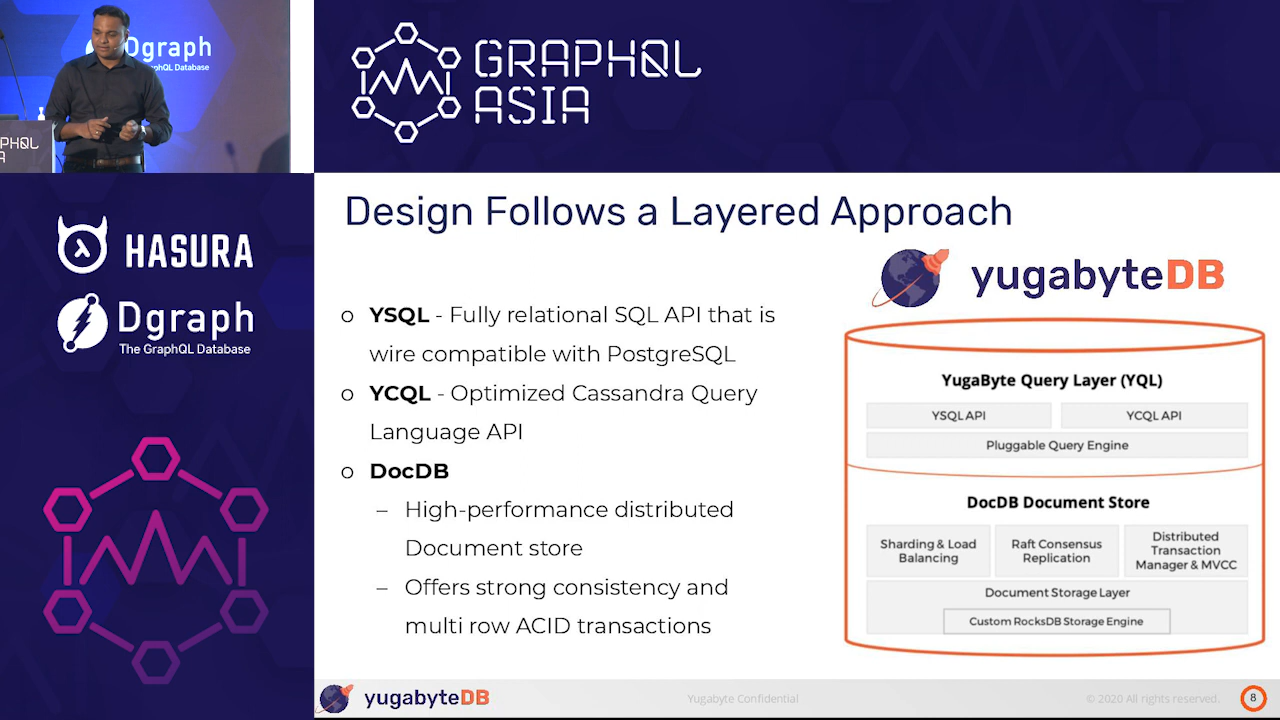 Dgraph
GraphQL
ASIA
HASURA
Dgraph
The GraphQL Database
Design Follows a Layered Approach
yugabyteDB
o YSQL - Fully relational SQL API that is
wire compatible with PostgreSQL
o YCQL - Optimized Cassandra Query
Language API
o DocDB
– High-performance distributed
Document store
– Offers strong consistency and
multi row ACID transactions
YugaByte Query Layer (YQL)
YSQL API
YCQL API
Pluggable Query Engine
DocDB Document Store
Sharding & Load
Balancing
Raft Consensus
Replication
Distributed
Transaction
Manager & MVCC
Document Storage Layer
Custom RocksDB Storage Engine
yugabyteDB
Yugabyte Confidential
© 2020 All rights reserved.
8